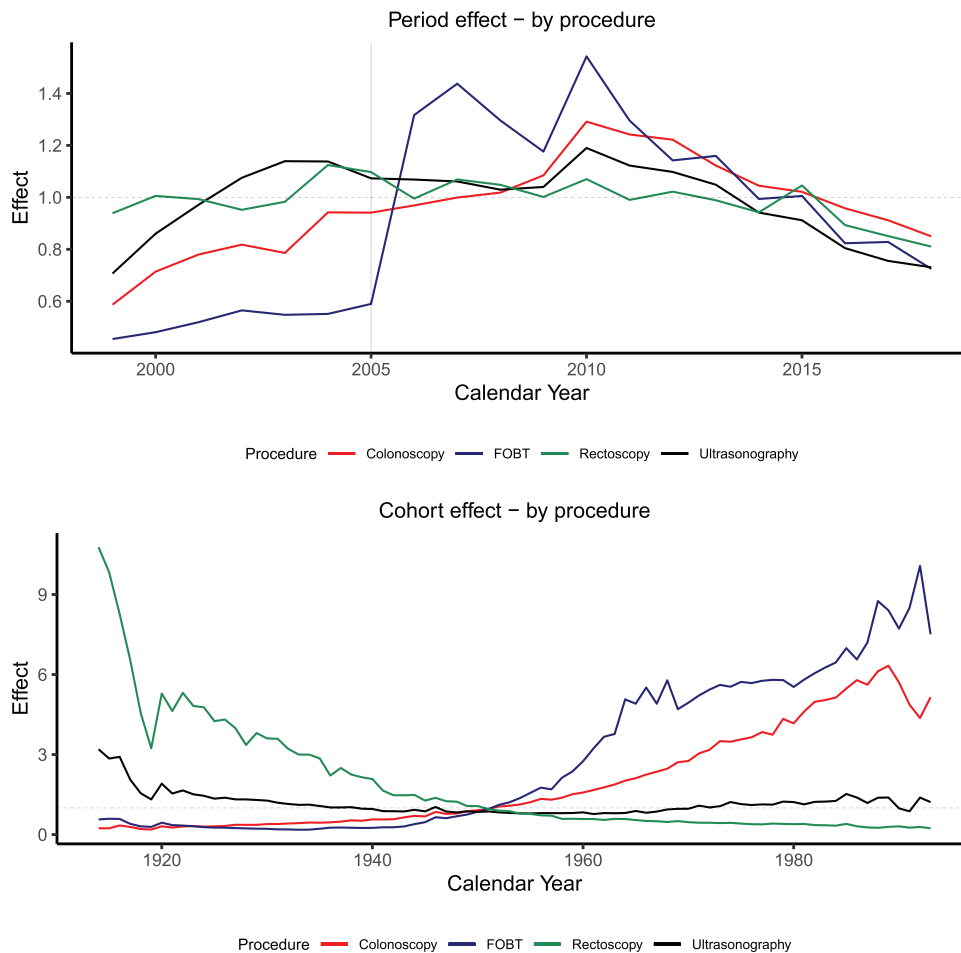 Period effect − by procedure
Effect
1.4
1.2
1.0
0.8
0.6
2000 2005 2010 2015
Calendar Year
Procedure Colonoscopy FOBT Rectoscopy Ultrasonography
Cohort effect − by procedure
Effect
9
6
3
0
1920 1940 1960 1980
Calendar Year
Procedure Colonoscopy FOBT Rectoscopy Ultrasonography